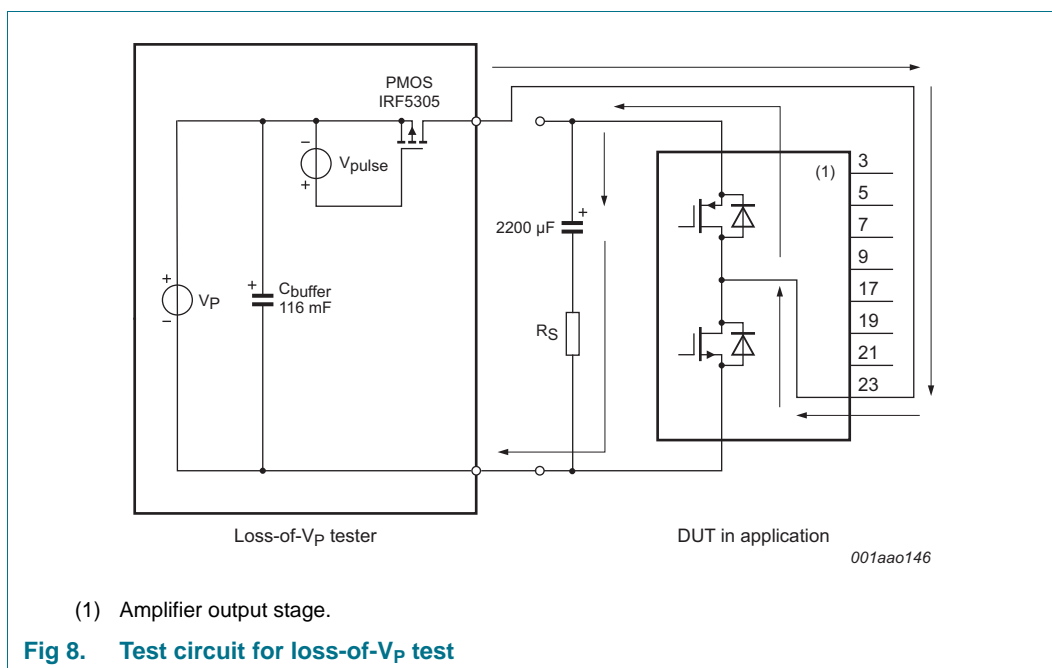 PMOS
IRF5305
−
Vpulse
+
+
VP
−
+
Cbuffer
116 mF
+
2200 μF
RS
(1)
3
5
7
9
17
19
21
23
Loss-of-VP tester
DUT in application
001aao146
(1) Amplifier output stage.
Fig 8. Test circuit for loss-of-VP test